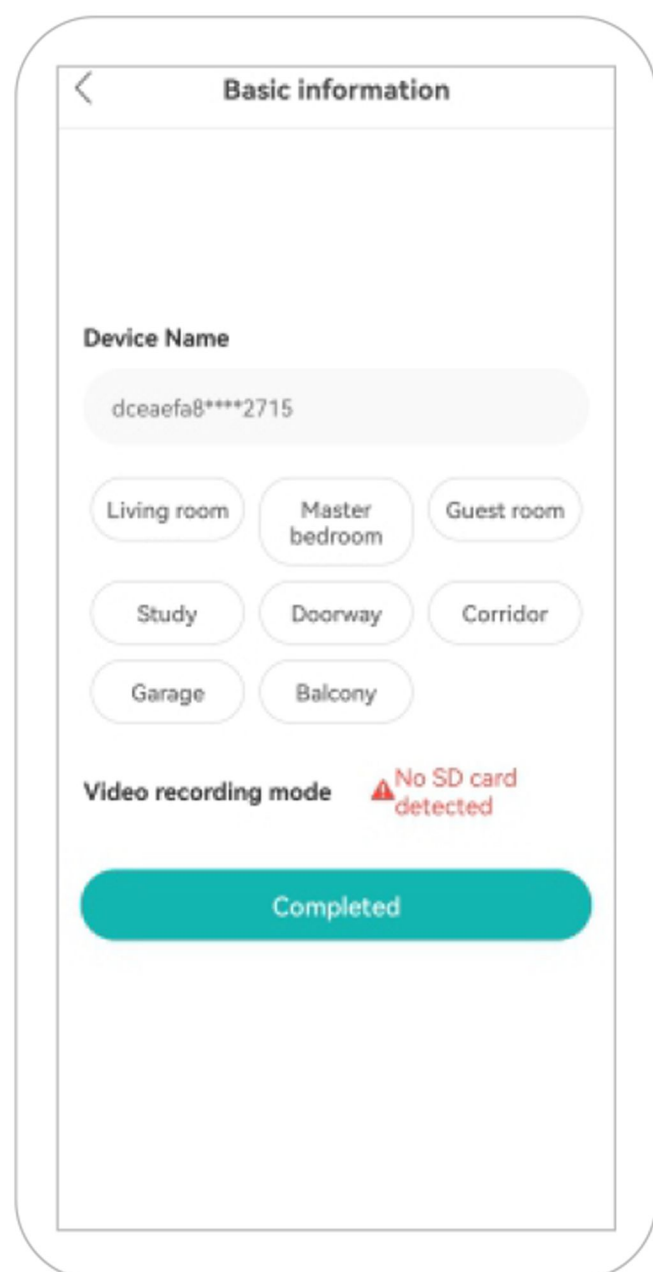 Basic information
Device Name
dceaefa8****2715
Living room
Master
bedroom
Guest room
Study
Doorway
Corridor
Garage
Balcony
Video recording mode
No SD card
detected
Completed